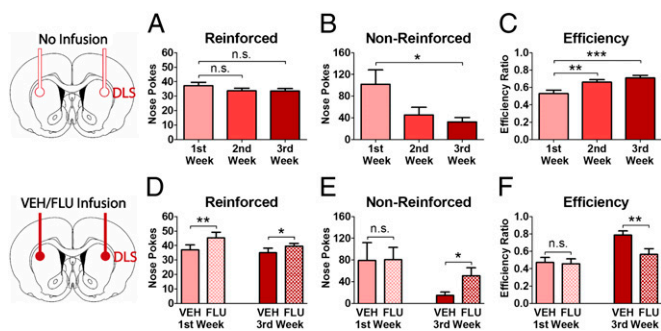 No Infusion
DLS
A
Reinforced
n.s.
n.s.
Nose Pokes
50
40
30
20
10
0
1st Week
2nd Week
3rd Week
B
Non-Reinforced
*
Nose Pokes
160
120
80
40
0
1st Week
2nd Week
3rd Week
C
Efficiency
***
**
Efficiency Ratio
1.0
0.8
0.6
0.4
0.2
0.0
1st Week
2nd Week
3rd Week
VEH/FLU Infusion
DLS
D
Reinforced
**
*
Nose Pokes
60
50
40
30
20
10
0
VEH FLU
1st Week
VEH FLU
3rd Week
E
Non-Reinforced
n.s.
*
Nose Pokes
160
120
80
40
0
VEH FLU
1st Week
VEH FLU
3rd Week
F
Efficiency
n.s.
**
Efficiency Ratio
1.0
0.8
0.6
0.4
0.2
0.0
VEH FLU
1st Week
VEH FLU
3rd Week